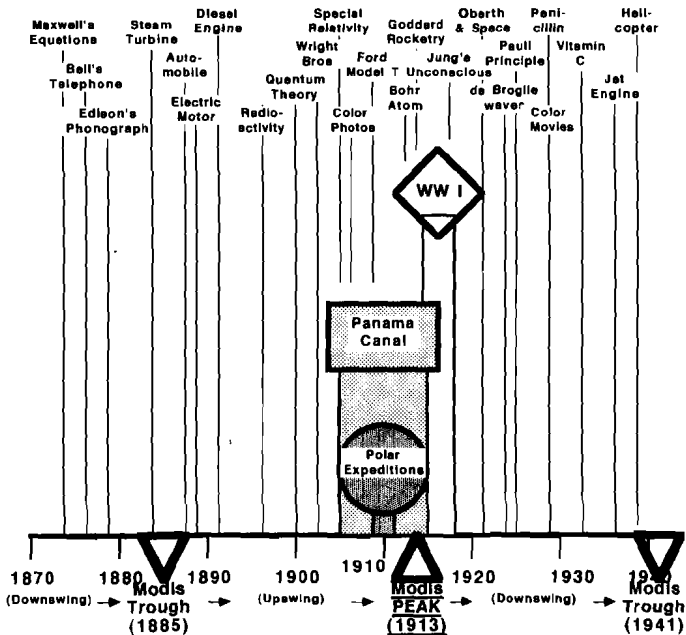 Maxwell's
Equations
Bell's
Telephone
Edison's
Phonograph
Steam
Turbine
Auto-
mobile
Electric
Motor
Diesel
Engine
Radio-
activity
Quantum
Theory
Wright
Bros
Special
Relativity
Color
Photos
Ford
Model T
Bohr
Atom
Goddard
Rocketry
Jung's
Unconscious
Oberth
& Space
de Broglie
waves
Pauli
Principle
Peni-
cillin
Color
Movies
Vitamin
C
Jet
Engine
Heli-
copter
WW I
Panama
Canal
Polar
Expeditions
1870 1880 1890 1900 1910 1920 1930 1940
(Downswing) (Upswing) (Downswing)
Modis
Trough
(1885)
Modis
PEAK
(1913)
Modis
Trough
(1941)